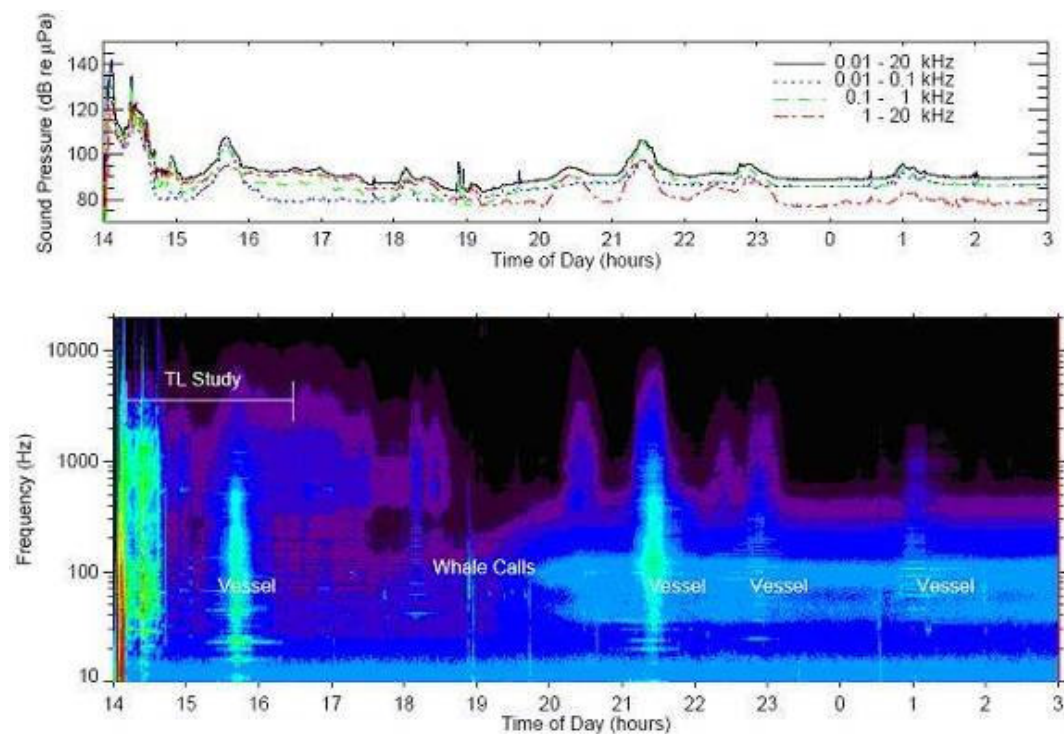 Sound Pressure (dB re µPa)
140
120
100
80
0.01 - 20 kHz
0.01 - 0.1 kHz
0.1 - 1 kHz
1 - 20 kHz
14 15 16 17 18 19 20 21 22 23 0 1 2 3
Time of Day (hours)
Frequency (Hz)
10000
1000
100
10
TL Study
Whale Calls
Vessel Vessel Vessel Vessel
14 15 16 17 18 19 20 21 22 23 0 1 2 3
Time of Day (hours)